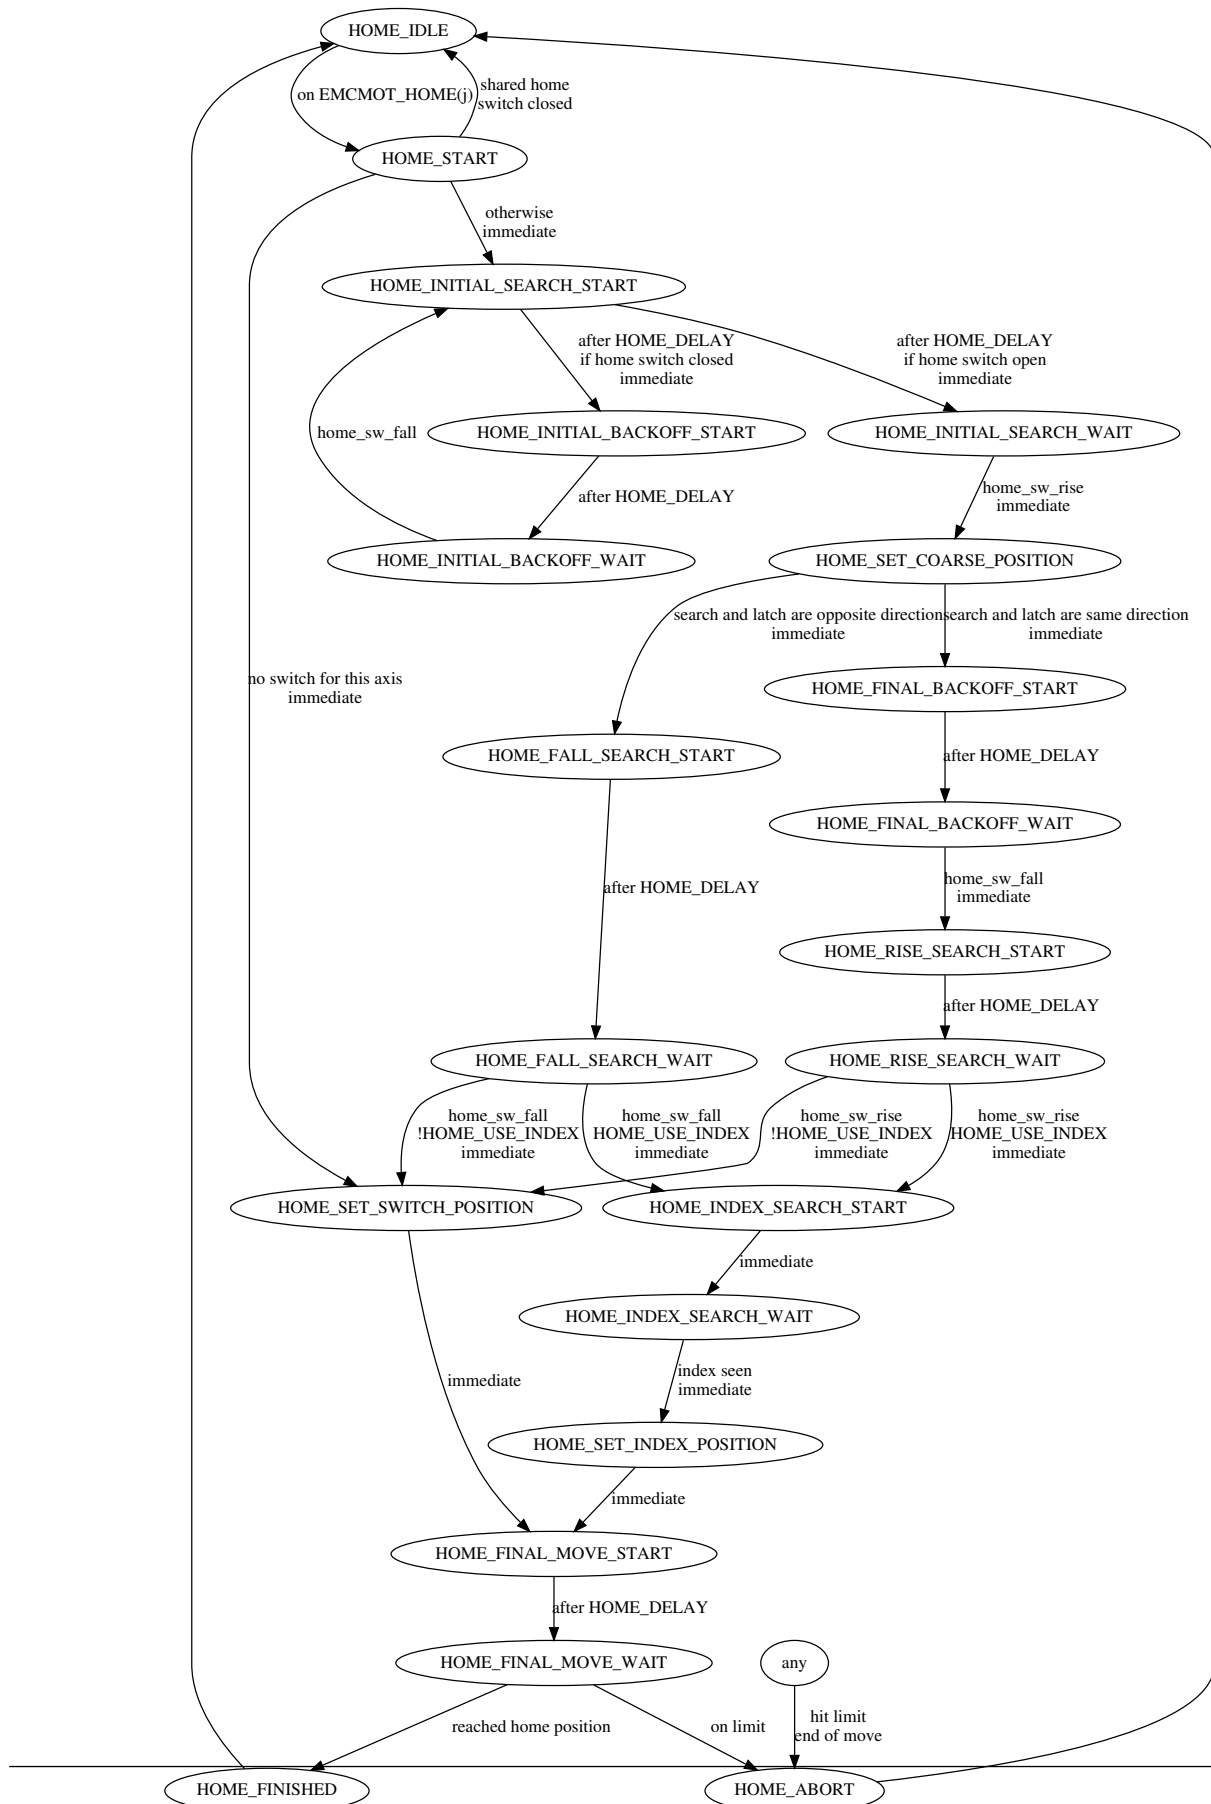 HOME_IDLE
on EMCMOT_HOME(j)
shared home
switch closed
HOME_START
otherwise
immediate
HOME_INITIAL_SEARCH_START
after HOME_DELAY
if home switch closed
immediate
after HOME_DELAY
if home switch open
immediate
home_sw_fall
HOME_INITIAL_BACKOFF_START
HOME_INITIAL_SEARCH_WAIT
after HOME_DELAY
home_sw_rise
immediate
HOME_INITIAL_BACKOFF_WAIT
HOME_SET_COARSE_POSITION
search and latch are opposite direction
immediate
search and latch are same direction
immediate
no switch for this axis
immediate
HOME_FINAL_BACKOFF_START
HOME_FALL_SEARCH_START
after HOME_DELAY
HOME_FINAL_BACKOFF_WAIT
after HOME_DELAY
home_sw_fall
immediate
HOME_RISE_SEARCH_START
after HOME_DELAY
HOME_FALL_SEARCH_WAIT
HOME_RISE_SEARCH_WAIT
home_sw_fall
!HOME_USE_INDEX
immediate
home_sw_fall
HOME_USE_INDEX
immediate
home_sw_rise
!HOME_USE_INDEX
immediate
home_sw_rise
HOME_USE_INDEX
immediate
HOME_SET_SWITCH_POSITION
HOME_INDEX_SEARCH_START
immediate
HOME_INDEX_SEARCH_WAIT
immediate
index seen
immediate
HOME_SET_INDEX_POSITION
immediate
HOME_FINAL_MOVE_START
after HOME_DELAY
HOME_FINAL_MOVE_WAIT
any
reached home position
on limit
hit limit
end of move
HOME_FINISHED
HOME_ABORT